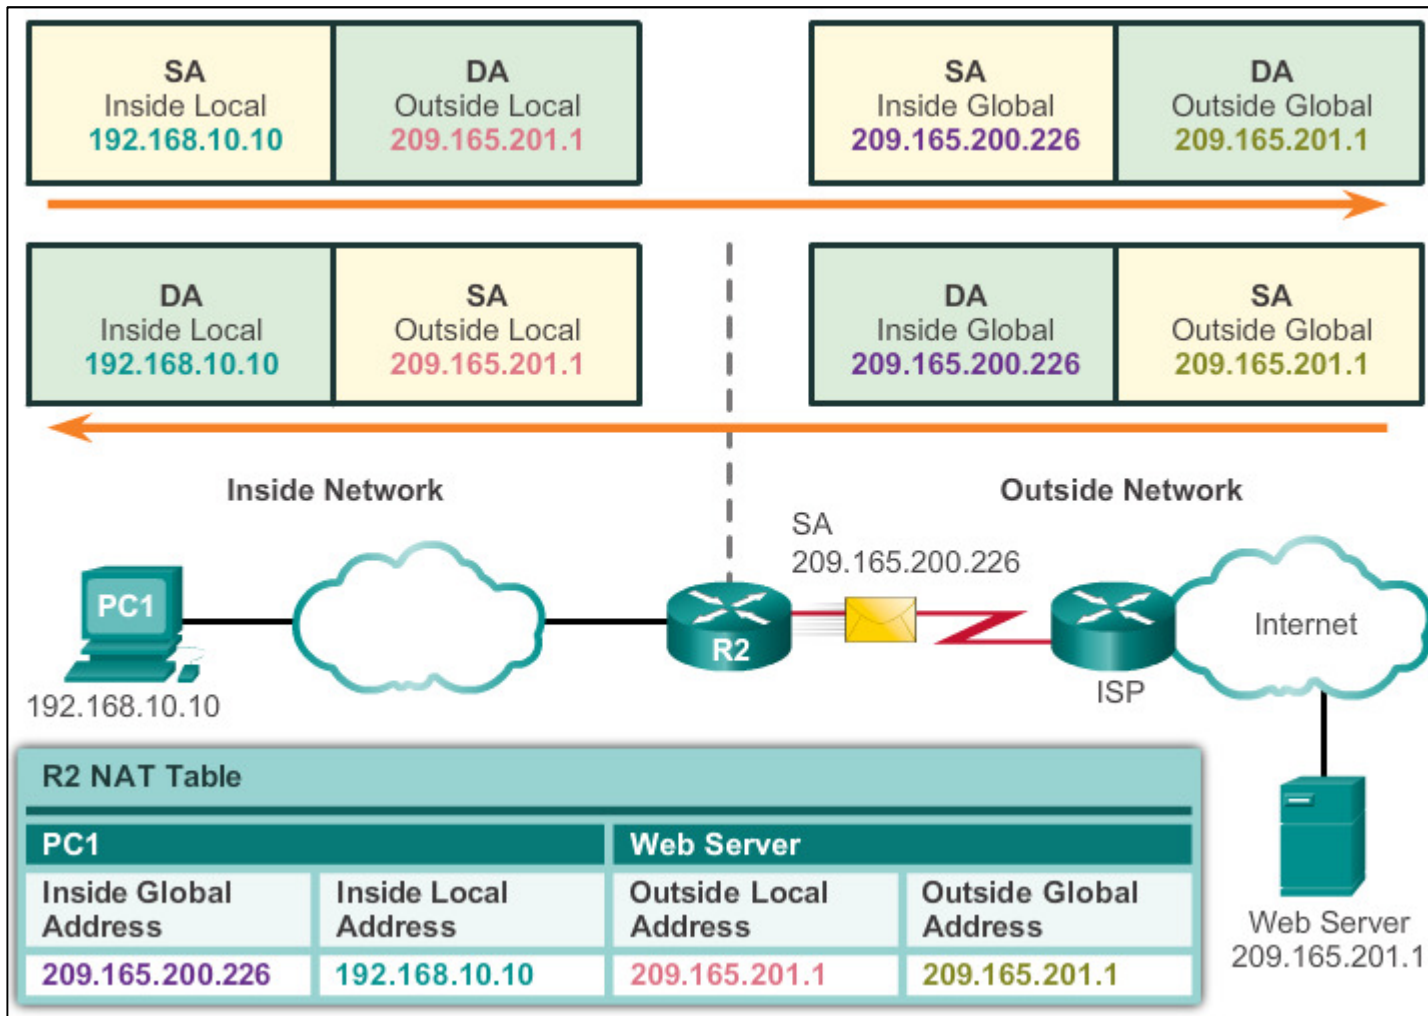 SA
Inside Local
192.168.10.10
DA
Outside Local
209.165.201.1
SA
Inside Global
209.165.200.226
DA
Outside Global
209.165.201.1
DA
Inside Local
192.168.10.10
SA
Outside Local
209.165.201.1
DA
Inside Global
209.165.200.226
SA
Outside Global
209.165.201.1
Inside Network
Outside Network
SA
209.165.200.226
PC1
192.168.10.10
R2
ISP
Internet
Web Server
209.165.201.1
R2 NAT Table
PC1
Web Server
Inside Global
Address
Inside Local
Address
Outside Local
Address
Outside Global
Address
209.165.200.226
192.168.10.10
209.165.201.1
209.165.201.1